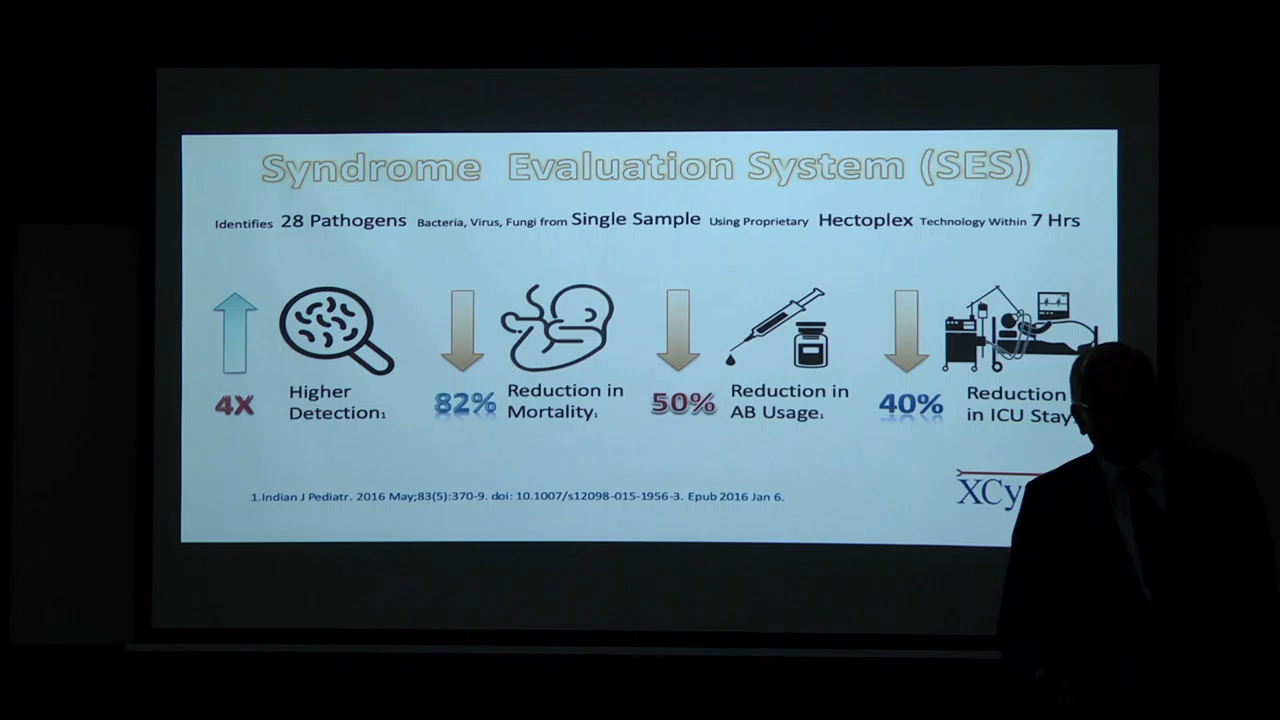 Syndrome Evaluation System (SES)
Identifies 28 Pathogens Bacteria, Virus, Fungi from Single Sample Using Proprietary Hectoplex Technology Within 7 Hrs
4X
Higher
Detection1
82%
Reduction in
Mortality1
50%
Reduction in
AB Usage1
40%
Reduction
in ICU Stay
1.Indian J Pediatr. 2016 May;83(5):370-9. doi: 10.1007/s12098-015-1956-3. Epub 2016 Jan 6.